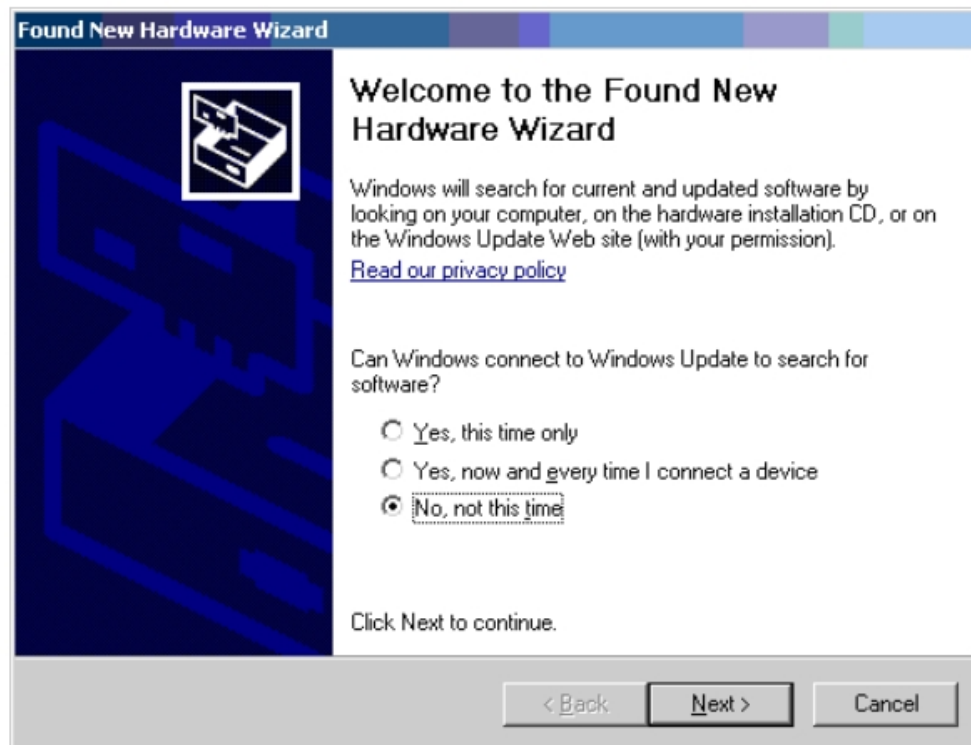 Found New Hardware Wizard
Welcome to the Found New
Hardware Wizard
Windows will search for current and updated software by
looking on your computer, on the hardware installation CD, or on
the Windows Update Web site (with your permission).
Read our privacy policy
Can Windows connect to Windows Update to search for
software?
Yes, this time only
Yes, now and every time I connect a device
No, not this time
Click Next to continue.
< Back Next > Cancel